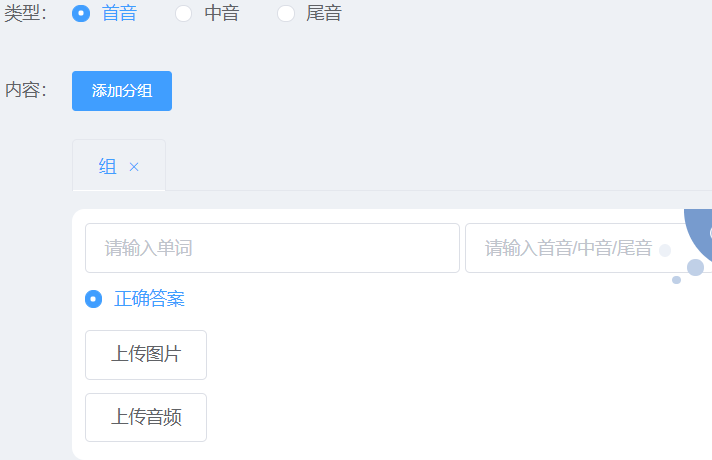 类型： 首音 中音 尾音
内容： 添加分组
组 ×
请输入单词 请输入首音/中音/尾音
正确答案
上传图片
上传音频